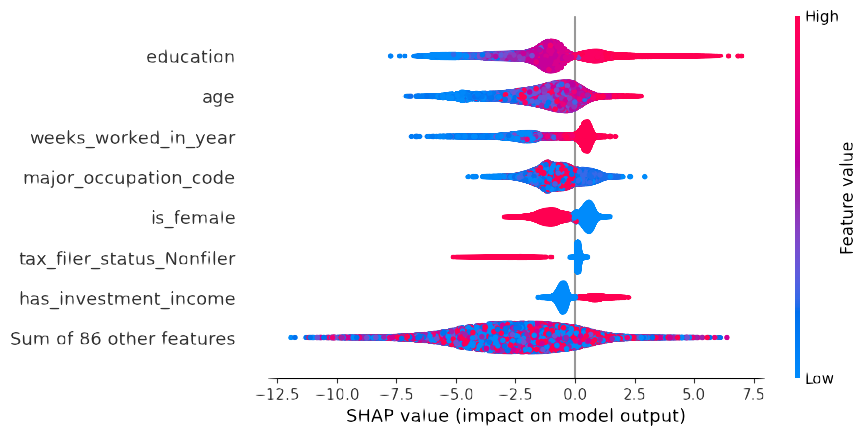 High
education
age
weeks_worked_in_year
major_occupation_code
is_female
tax_filer_status_Nonfiler
has_investment_income
Sum of 86 other features
Feature value
Low
−12.5 −10.0 −7.5 −5.0 −2.5 0.0 2.5 5.0 7.5
SHAP value (impact on model output)